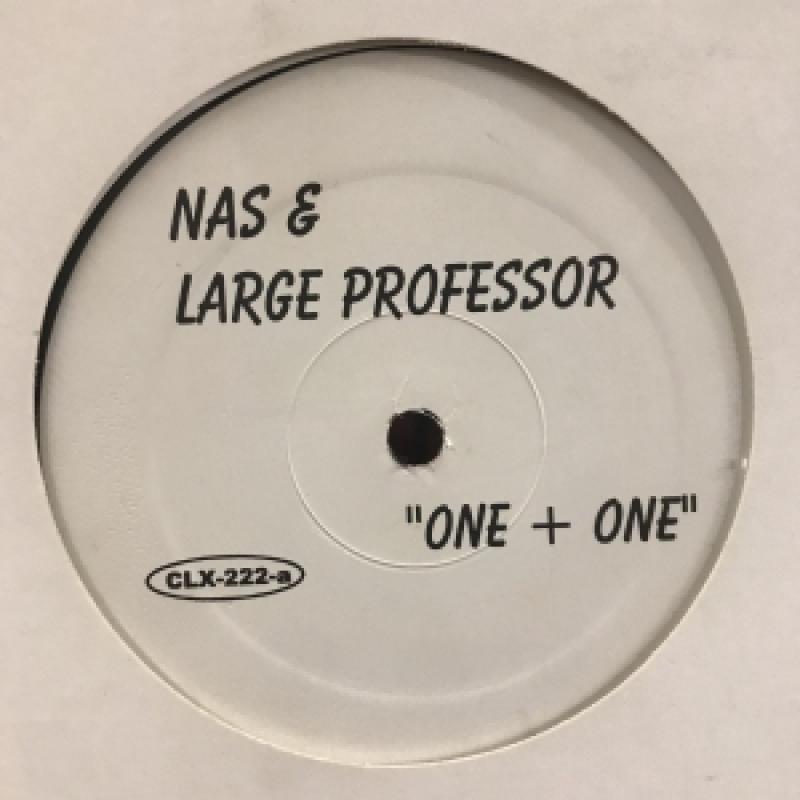 NAS &
LARGE PROFESSOR
"ONE + ONE"
CLX-222-a